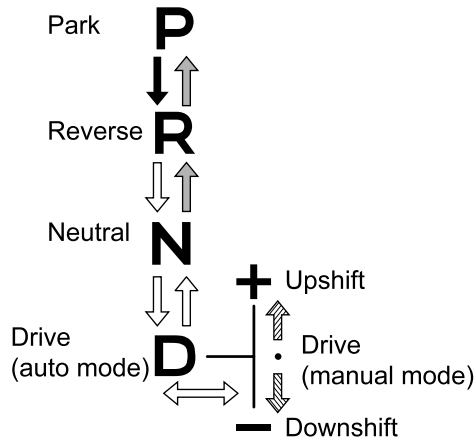 Park P
Reverse R
Neutral N
+ Upshift
Drive
(auto mode) D
Drive
(manual mode)
− Downshift